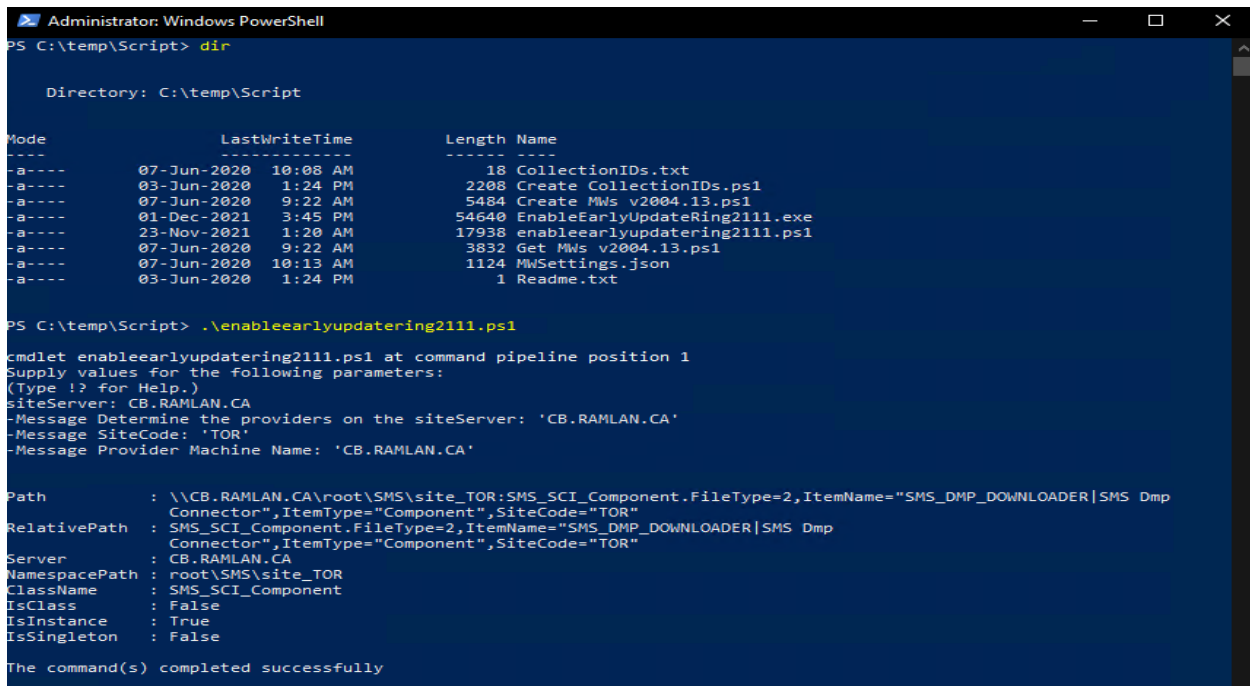 Administrator: Windows PowerShell
PS C:\temp\Script> dir
Directory: C:\temp\Script
Mode                 LastWriteTime         Length Name
----                 -------------         ------ ----
-a----       07-Jun-2020  10:08 AM             18 CollectionIDs.txt
-a----       03-Jun-2020   1:24 PM           2208 Create CollectionIDs.ps1
-a----       07-Jun-2020   9:22 AM           5484 Create MWs v2004.13.ps1
-a----       01-Dec-2021   3:45 PM          54640 EnableEarlyUpdateRing2111.exe
-a----       23-Nov-2021   1:20 AM          17938 enableearlyupdatering2111.ps1
-a----       07-Jun-2020   9:22 AM           3832 Get MWs v2004.13.ps1
-a----       07-Jun-2020  10:13 AM           1124 MWSettings.json
-a----       03-Jun-2020   1:24 PM              1 Readme.txt
PS C:\temp\Script> .\enableearlyupdatering2111.ps1
cmdlet enableearlyupdatering2111.ps1 at command pipeline position 1
Supply values for the following parameters:
(Type !? for Help.)
siteServer: CB.RAMLAN.CA
-Message Determine the providers on the siteServer: 'CB.RAMLAN.CA'
-Message SiteCode: 'TOR'
-Message Provider Machine Name: 'CB.RAMLAN.CA'
Path          : \\CB.RAMLAN.CA\root\SMS\site_TOR:SMS_SCI_Component.FileType=2,ItemName="SMS_DMP_DOWNLOADER|SMS Dmp
Connector",ItemType="Component",SiteCode="TOR"
RelativePath  : SMS_SCI_Component.FileType=2,ItemName="SMS_DMP_DOWNLOADER|SMS Dmp
Connector",ItemType="Component",SiteCode="TOR"
Server        : CB.RAMLAN.CA
NamespacePath : root\SMS\site_TOR
ClassName     : SMS_SCI_Component
IsClass       : False
IsInstance    : True
IsSingleton   : False
The command(s) completed successfully